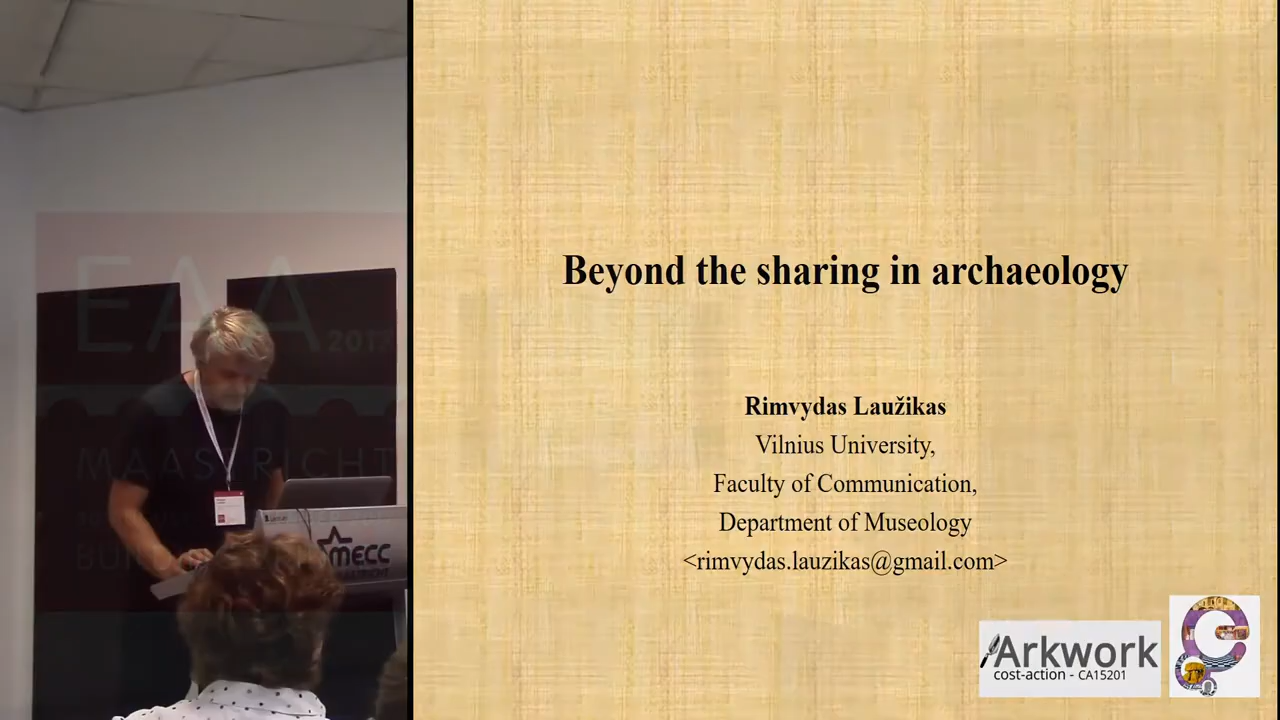 EAA
2017
MAASTRICHT
MECC
Beyond the sharing in archaeology
Rimvydas Laužikas
Vilnius University,
Faculty of Communication,
Department of Museology
<rimvydas.lauzikas@gmail.com>
Arkwork
cost-action - CA15201